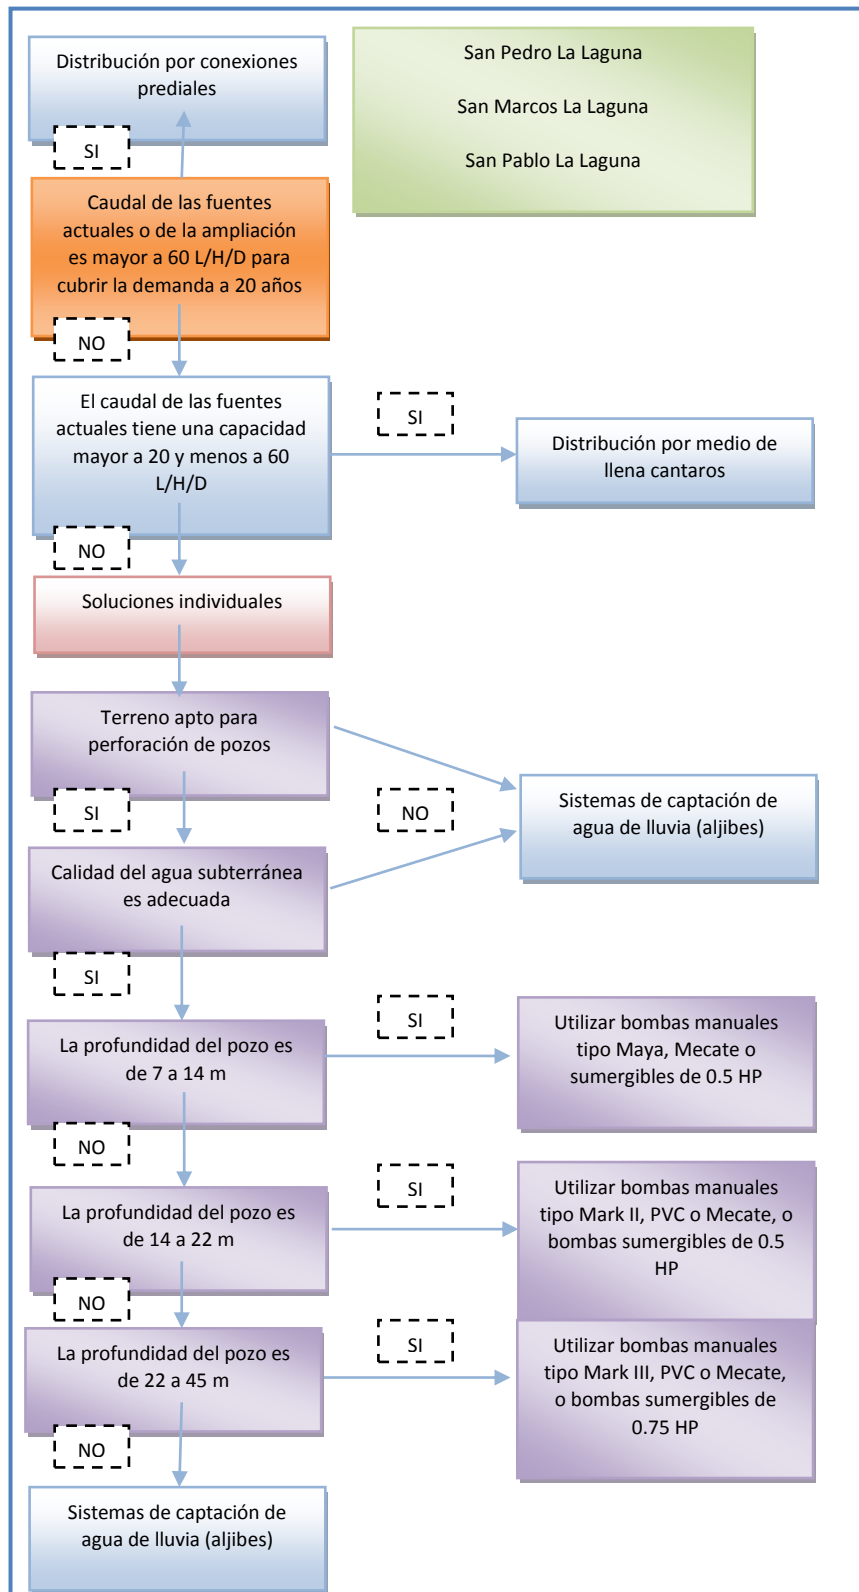 Distribución por conexiones
prediales
San Pedro La Laguna
San Marcos La Laguna
San Pablo La Laguna
SI
Caudal de las fuentes
actuales o de la ampliación
es mayor a 60 L/H/D para
cubrir la demanda a 20 años
NO
El caudal de las fuentes
actuales tiene una capacidad
mayor a 20 y menos a 60
L/H/D
SI
Distribución por medio de
llena cantaros
NO
Soluciones individuales
Terreno apto para
perforación de pozos
SI
NO
Sistemas de captación de
agua de lluvia (aljibes)
Calidad del agua subterránea
es adecuada
SI
La profundidad del pozo es
de 7 a 14 m
SI
Utilizar bombas manuales
tipo Maya, Mecate o
sumergibles de 0.5 HP
NO
La profundidad del pozo es
de 14 a 22 m
SI
Utilizar bombas manuales
tipo Mark II, PVC o Mecate, o
bombas sumergibles de 0.5
HP
NO
La profundidad del pozo es
de 22 a 45 m
SI
Utilizar bombas manuales
tipo Mark III, PVC o Mecate,
o bombas sumergibles de
0.75 HP
NO
Sistemas de captación de
agua de lluvia (aljibes)